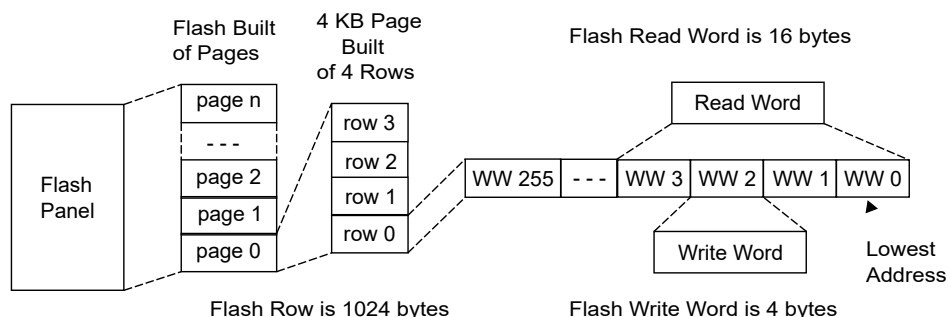 Flash Built
of Pages
4 KB Page
Built
of 4 Rows
Flash Read Word is 16 bytes
Flash
Panel
page n
- - -
page 2
page 1
page 0
row 3
row 2
row 1
row 0
Read Word
WW 255
- - -
WW 3
WW 2
WW 1
WW 0
Write Word
Lowest
Address
Flash Row is 1024 bytes
Flash Write Word is 4 bytes